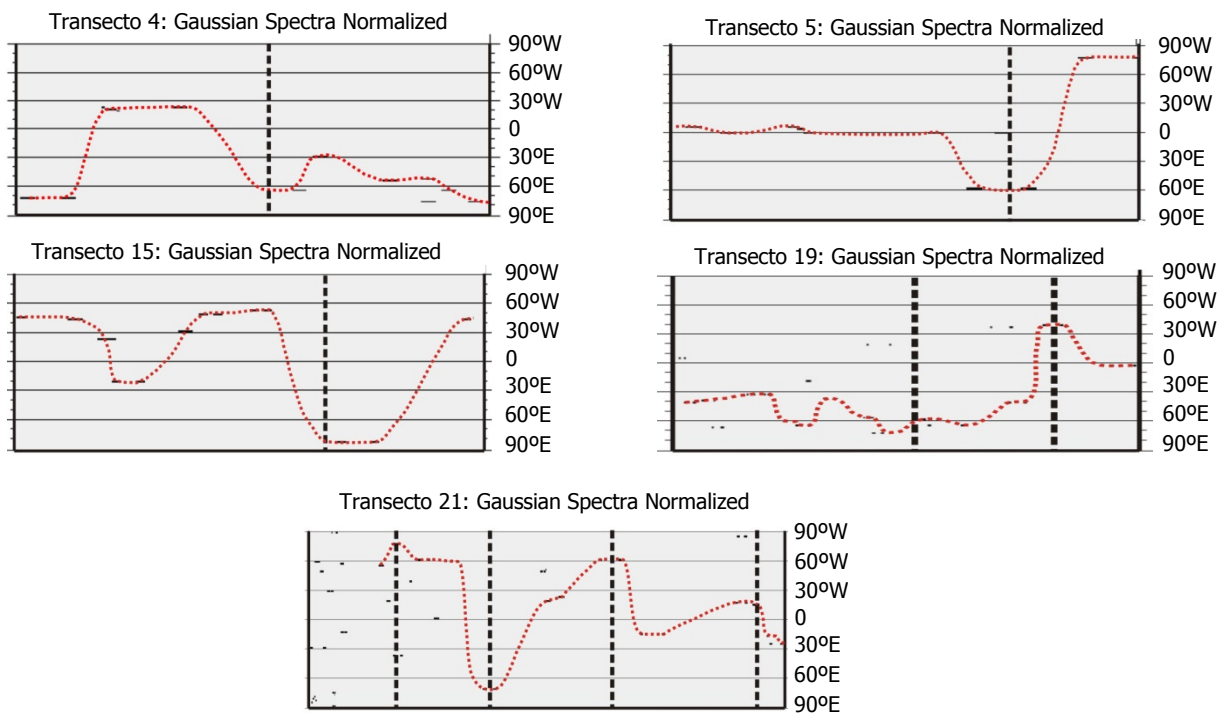 Transecto 4: Gaussian Spectra Normalized
90ºW
60ºW
30ºW
0
30ºE
60ºE
90ºE
Transecto 5: Gaussian Spectra Normalized
90ºW
60ºW
30ºW
0
30ºE
60ºE
90ºE
Transecto 15: Gaussian Spectra Normalized
90ºW
60ºW
30ºW
0
30ºE
60ºE
90ºE
Transecto 19: Gaussian Spectra Normalized
90ºW
60ºW
30ºW
0
30ºE
60ºE
90ºE
Transecto 21: Gaussian Spectra Normalized
90ºW
60ºW
30ºW
0
30ºE
60ºE
90ºE